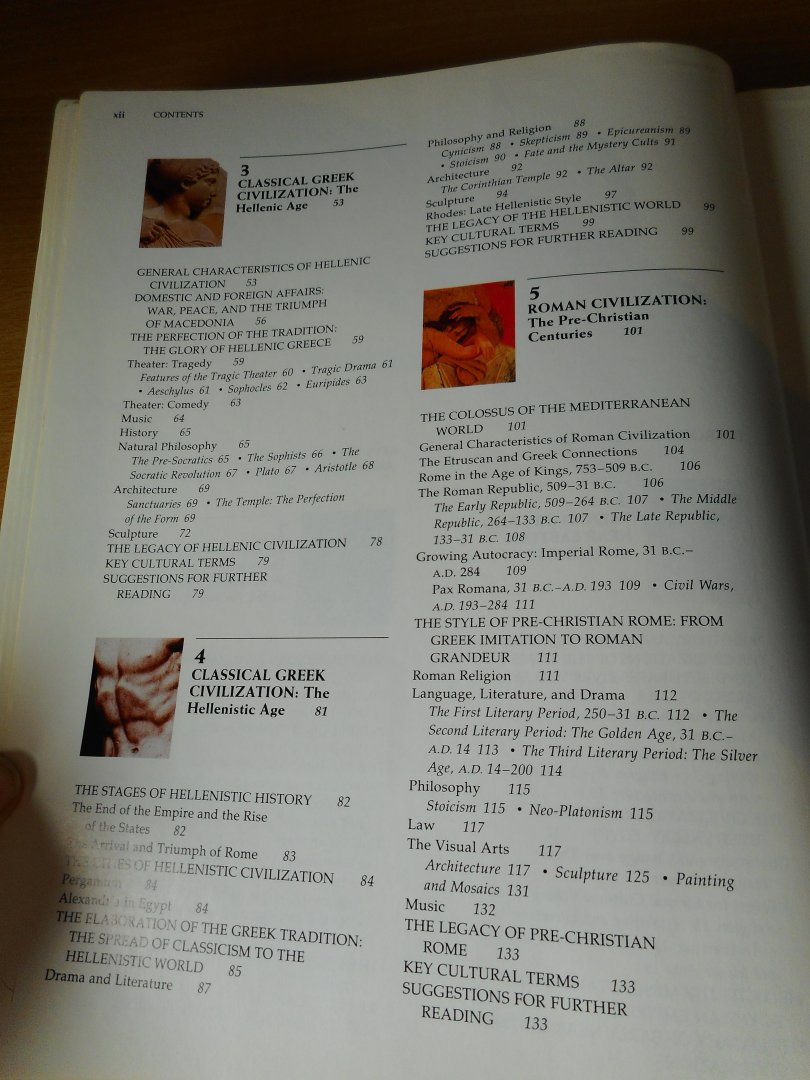 xii CONTENTS
3
CLASSICAL GREEK
CIVILIZATION: The
Hellenic Age 53
GENERAL CHARACTERISTICS OF HELLENIC
CIVILIZATION 53
DOMESTIC AND FOREIGN AFFAIRS:
WAR, PEACE, AND THE TRIUMPH
OF MACEDONIA 56
THE PERFECTION OF THE TRADITION:
THE GLORY OF HELLENIC GREECE 59
Theater: Tragedy 59
Features of the Tragic Theater 60 • Tragic Drama 61
• Aeschylus 61 • Sophocles 62 • Euripides 63
Theater: Comedy 63
Music 64
History 65
Natural Philosophy 65
The Pre-Socratics 65 • The Sophists 66 • The
Socratic Revolution 67 • Plato 67 • Aristotle 68
Architecture 69
Sanctuaries 69 • The Temple: The Perfection
of the Form 69
Sculpture 72
THE LEGACY OF HELLENIC CIVILIZATION 78
KEY CULTURAL TERMS 79
SUGGESTIONS FOR FURTHER
READING 79
4
CLASSICAL GREEK
CIVILIZATION: The
Hellenistic Age 81
THE STAGES OF HELLENISTIC HISTORY 82
The End of the Empire and the Rise
of the States 82
The Arrival and Triumph of Rome 83
THE CITIES OF HELLENISTIC CIVILIZATION 84
Pergamum 84
Alexandria in Egypt 84
THE ELABORATION OF THE GREEK TRADITION:
THE SPREAD OF CLASSICISM TO THE
HELLENISTIC WORLD 85
Drama and Literature 87
Philosophy and Religion 88
Cynicism 88 • Skepticism 89 • Epicureanism 89
• Stoicism 90 • Fate and the Mystery Cults 91
Architecture 92
The Corinthian Temple 92 • The Altar 92
Sculpture 94
Rhodes: Late Hellenistic Style 97
THE LEGACY OF THE HELLENISTIC WORLD 99
KEY CULTURAL TERMS 99
SUGGESTIONS FOR FURTHER READING 99
5
ROMAN CIVILIZATION:
The Pre-Christian
Centuries 101
THE COLOSSUS OF THE MEDITERRANEAN
WORLD 101
General Characteristics of Roman Civilization 101
The Etruscan and Greek Connections 104
Rome in the Age of Kings, 753–509 B.C. 106
The Roman Republic, 509–31 B.C. 106
The Early Republic, 509–264 B.C. 107 • The Middle
Republic, 264–133 B.C. 107 • The Late Republic,
133–31 B.C. 108
Growing Autocracy: Imperial Rome, 31 B.C.–
A.D. 284 109
Pax Romana, 31 B.C.–A.D. 193 109 • Civil Wars,
A.D. 193–284 111
THE STYLE OF PRE-CHRISTIAN ROME: FROM
GREEK IMITATION TO ROMAN
GRANDEUR 111
Roman Religion 111
Language, Literature, and Drama 112
The First Literary Period, 250–31 B.C. 112 • The
Second Literary Period: The Golden Age, 31 B.C.–
A.D. 14 113 • The Third Literary Period: The Silver
Age, A.D. 14–200 114
Philosophy 115
Stoicism 115 • Neo-Platonism 115
Law 117
The Visual Arts 117
Architecture 117 • Sculpture 125 • Painting
and Mosaics 131
Music 132
THE LEGACY OF PRE-CHRISTIAN
ROME 133
KEY CULTURAL TERMS 133
SUGGESTIONS FOR FURTHER
READING 133